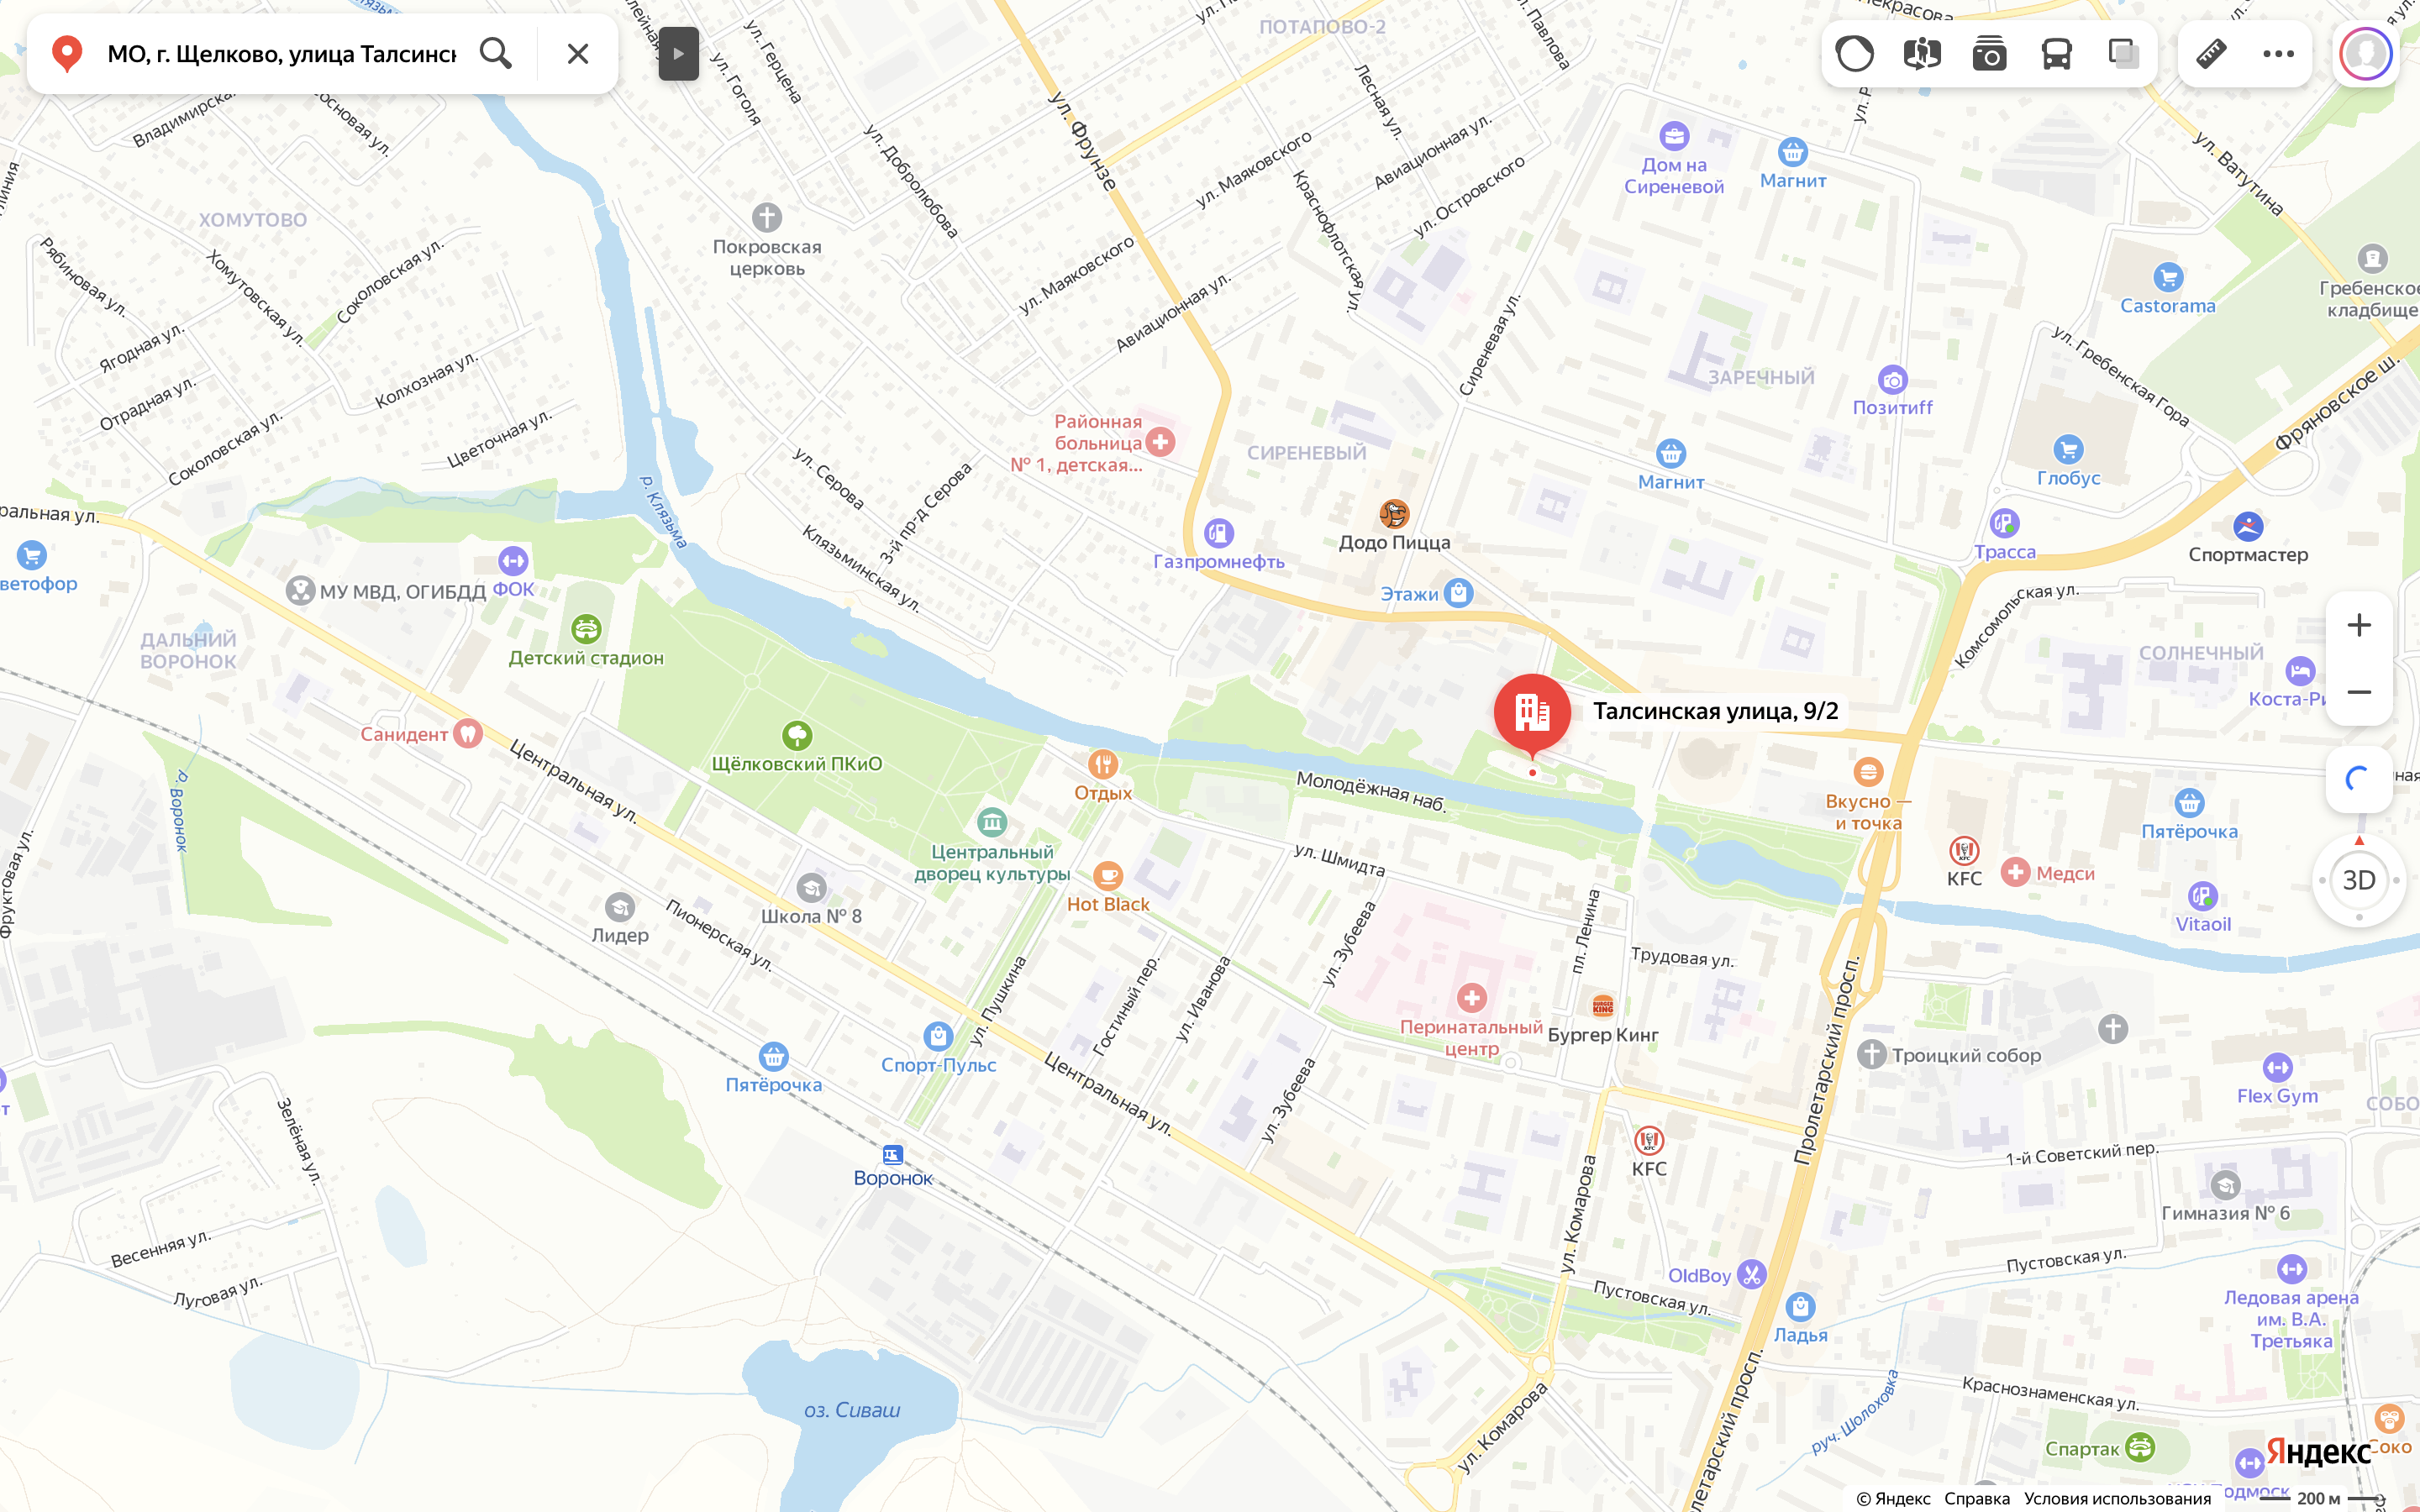 МО, г. Щелково, улица Талсинск
ПОТАПОВО-2
Некрасова
ул. Павлова
ул. Герцена
ул. Гоголя
Лесная ул.
ул. Фрунзе
Владимирская
Сосновая ул.
ул. Добролюбова
ул. Маяковского
Авиационная ул.
ул. Островского
Краснофлотская ул.
Дом на
Сиреневой
Магнит
ул. Ватутина
ХОМУТОВО
Покровская
церковь
Рябиновая ул.
Хомутовская ул.
Соколовская ул.
ул. Маяковского
Авиационная ул.
Сиреневая ул.
Castorama
Гребенское
кладбище
Ягодная ул.
Отрадная ул.
Колхозная ул.
Соколовская ул.
Цветочная ул.
ул. Гребенская Гора
Фряновское ш.
ЗАРЕЧНЫЙ
Позитиff
Районная
больница
№ 1, детская...
СИРЕНЕВЫЙ
Магнит
Глобус
ул. Серова
3-й пр-д Серова
Клязьминская ул.
р. Клязьма
Додо Пицца
Газпромнефть
Трасса
Спортмастер
ральная ул.
ветофор
МУ МВД, ОГИБДД
ФОК
Этажи
Комсомольская ул.
ДАЛЬНИЙ
ВОРОНОК
Детский стадион
СОЛНЕЧНЫЙ
Коста-Ри
Талсинская улица, 9/2
Санидент
Центральная ул.
Щёлковский ПКиО
Отдых
Молодёжная наб.
Вкусно —
и точка
Пятёрочка
р. Воронок
Центральный
дворец культуры
ул. Шмидта
KFC
Медси
3D
Фруктовая ул.
Hot Black
Школа № 8
Лидер
Vitaoil
Пионерская ул.
ул. Пушкина
Гостиный пер.
ул. Иванова
ул. Зубеева
пл. Ленина
Трудовая ул.
Пролетарский просп.
Перинатальный
центр
BURGER
KING
Бургер Кинг
Троицкий собор
Спорт-Пульс
Пятёрочка
Центральная ул.
ул. Зубеева
Flex Gym
СОБО
Зелёная ул.
Воронок
KFC
1-й Советский пер.
Гимназия № 6
ул. Комарова
Весенняя ул.
Луговая ул.
OldBoy
Пустовская ул.
Пустовская ул.
Ладья
Ледовая арена
им. В.А.
Третьяка
оз. Сиваш
ул. Комарова
летарский просп.
руч. Шолоховка
Краснознаменская ул.
Спартак
Яндекс
Соко
© Яндекс Справка Условия использования
200 м